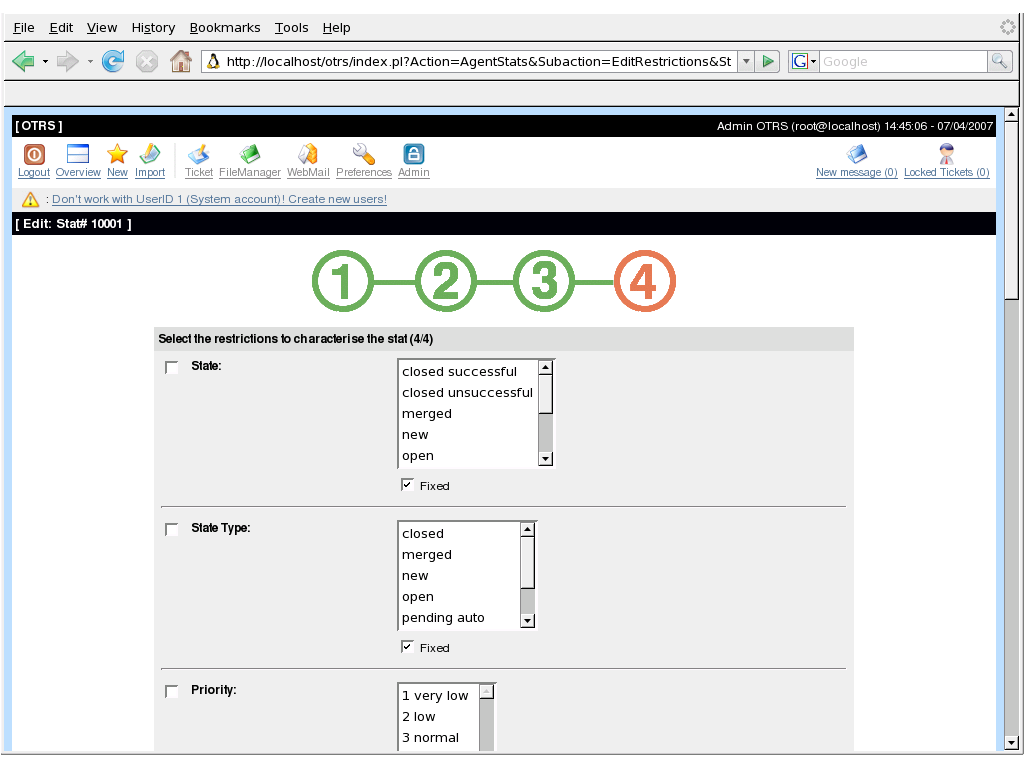 File Edit View History Bookmarks Tools Help
http://localhost/otrs/index.pl?Action=AgentStats&Subaction=EditRestrictions&St
G Google
[ OTRS ] Admin OTRS (root@localhost) 14:45:06 - 07/04/2007
Logout Overview New Import Ticket FileManager WebMail Preferences Admin New message (0) Locked Tickets (0)
: Don't work with UserID 1 (System account)! Create new users!
[ Edit: Stat# 10001 ]
1 2 3 4
Select the restrictions to characterise the stat (4/4)
State:
closed successful
closed unsuccessful
merged
new
open
Fixed
State Type:
closed
merged
new
open
pending auto
Fixed
Priority:
1 very low
2 low
3 normal